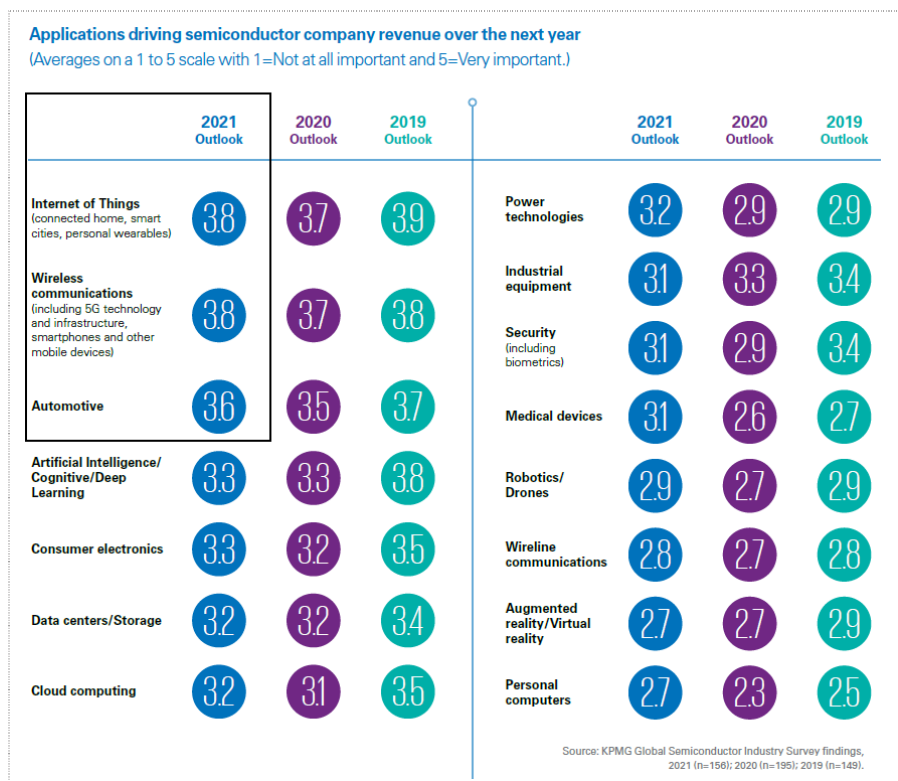 Applications driving semiconductor company revenue over the next year
(Averages on a 1 to 5 scale with 1=Not at all important and 5=Very important.)
2021 2020 2019
Outlook Outlook Outlook
Internet of Things
(connected home, smart
cities, personal wearables)
3.8 3.7 3.9
Wireless
communications
(including 5G technology
and infrastructure,
smartphones and other
mobile devices)
3.8 3.7 3.8
Automotive 3.6 3.5 3.7
Artificial Intelligence/
Cognitive/Deep
Learning
3.3 3.3 3.8
Consumer electronics 3.3 3.2 3.5
Data centers/Storage 3.2 3.2 3.4
Cloud computing 3.2 3.1 3.5
2021 2020 2019
Outlook Outlook Outlook
Power
technologies
3.2 2.9 2.9
Industrial
equipment
3.1 3.3 3.4
Security
(including
biometrics)
3.1 2.9 3.4
Medical devices 3.1 2.6 2.7
Robotics/
Drones
2.9 2.7 2.9
Wireline
communications
2.8 2.7 2.8
Augmented
reality/Virtual
reality
2.7 2.7 2.9
Personal
computers
2.7 2.3 2.5
Source: KPMG Global Semiconductor Industry Survey findings,
2021 (n=156); 2020 (n=195); 2019 (n=149).